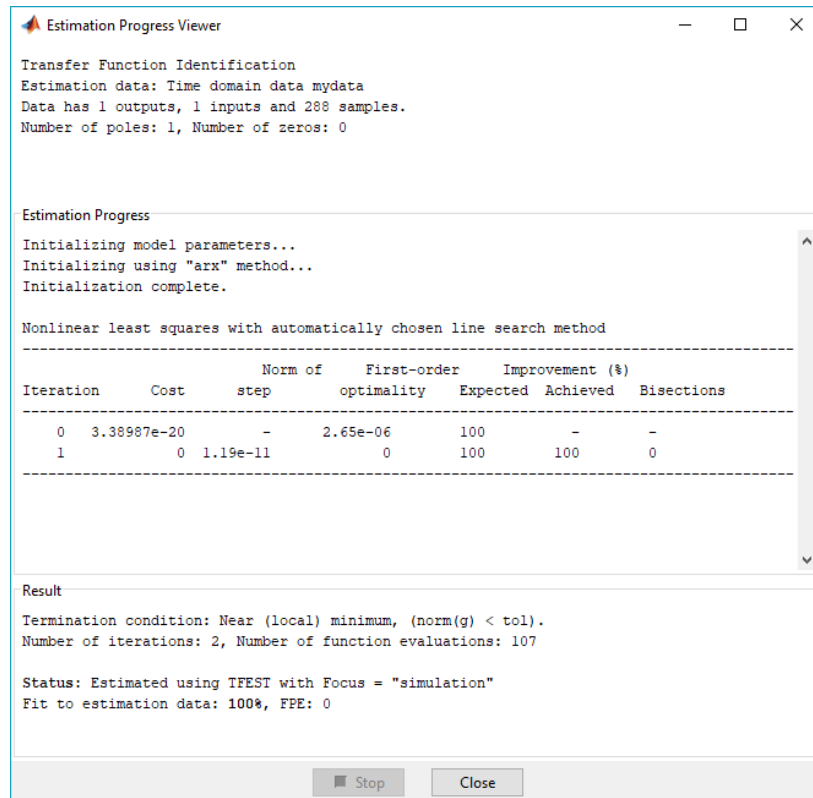 Estimation Progress Viewer
Transfer Function Identification
Estimation data: Time domain data mydata
Data has 1 outputs, 1 inputs and 288 samples.
Number of poles: 1, Number of zeros: 0
Estimation Progress
Initializing model parameters...
Initializing using "arx" method...
Initialization complete.
Nonlinear least squares with automatically chosen line search method
------------------------------------------------------------------------------------------
Norm of First-order Improvement (%)
Iteration Cost step optimality Expected Achieved Bisections
------------------------------------------------------------------------------------------
0 3.38987e-20 - 2.65e-06 100 - -
1 0 1.19e-11 0 100 100 0
------------------------------------------------------------------------------------------
Result
Termination condition: Near (local) minimum, (norm(g) < tol).
Number of iterations: 2, Number of function evaluations: 107
Status: Estimated using TFEST with Focus = "simulation"
Fit to estimation data: 100%, FPE: 0
Stop Close